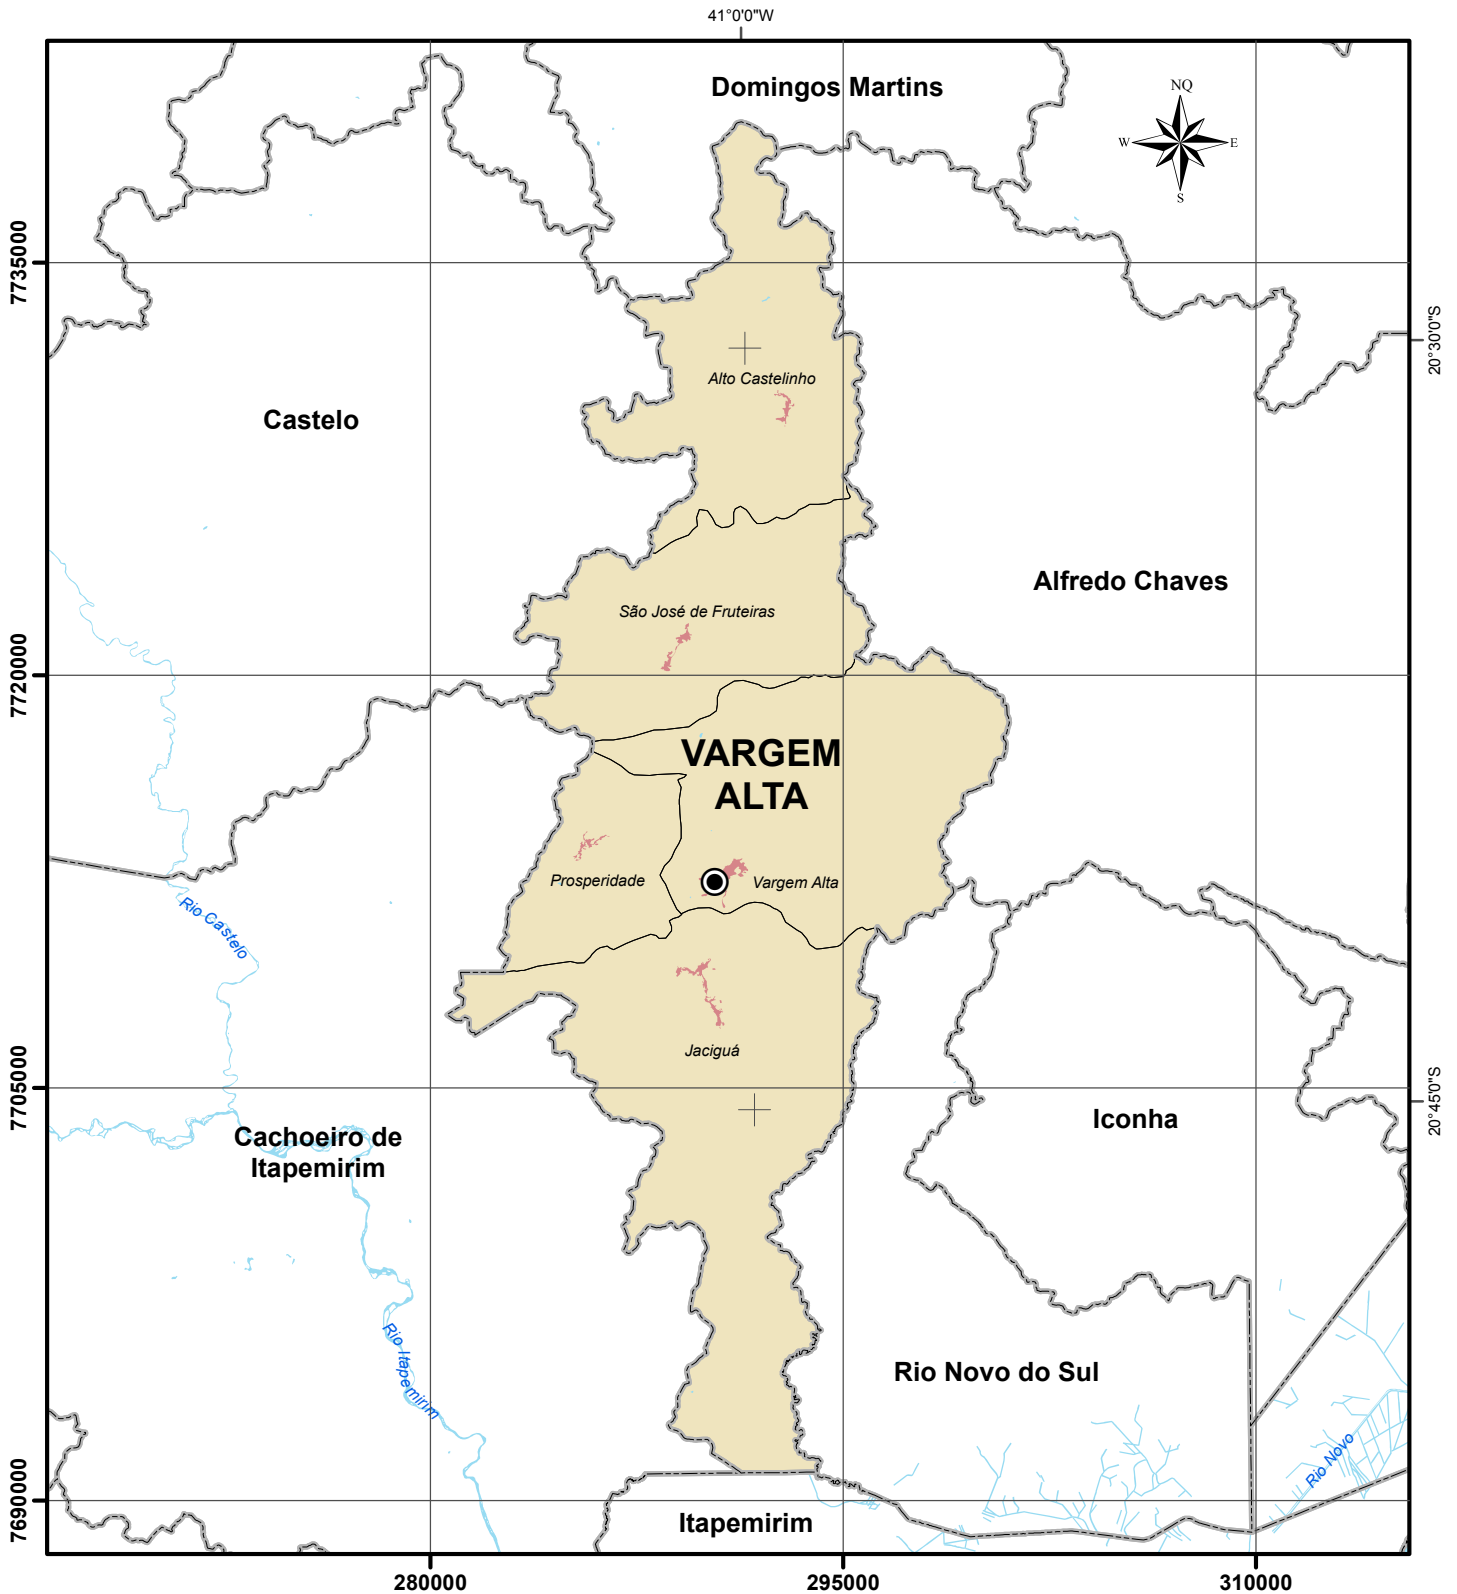 41°0'0"W
Domingos Martins
NQ
W
E
S
7735000
20°30'0"S
Alto Castelinho
Castelo
Alfredo Chaves
São José de Fruteiras
7720000
VARGEM
ALTA
Prosperidade
Vargem Alta
Rio Castelo
Jaciguá
7705000
20°45'0"S
Iconha
Cachoeiro de
Itapemirim
Rio Itapemirim
Rio Novo do Sul
Rio Novo
7690000
Itapemirim
280000
295000
310000